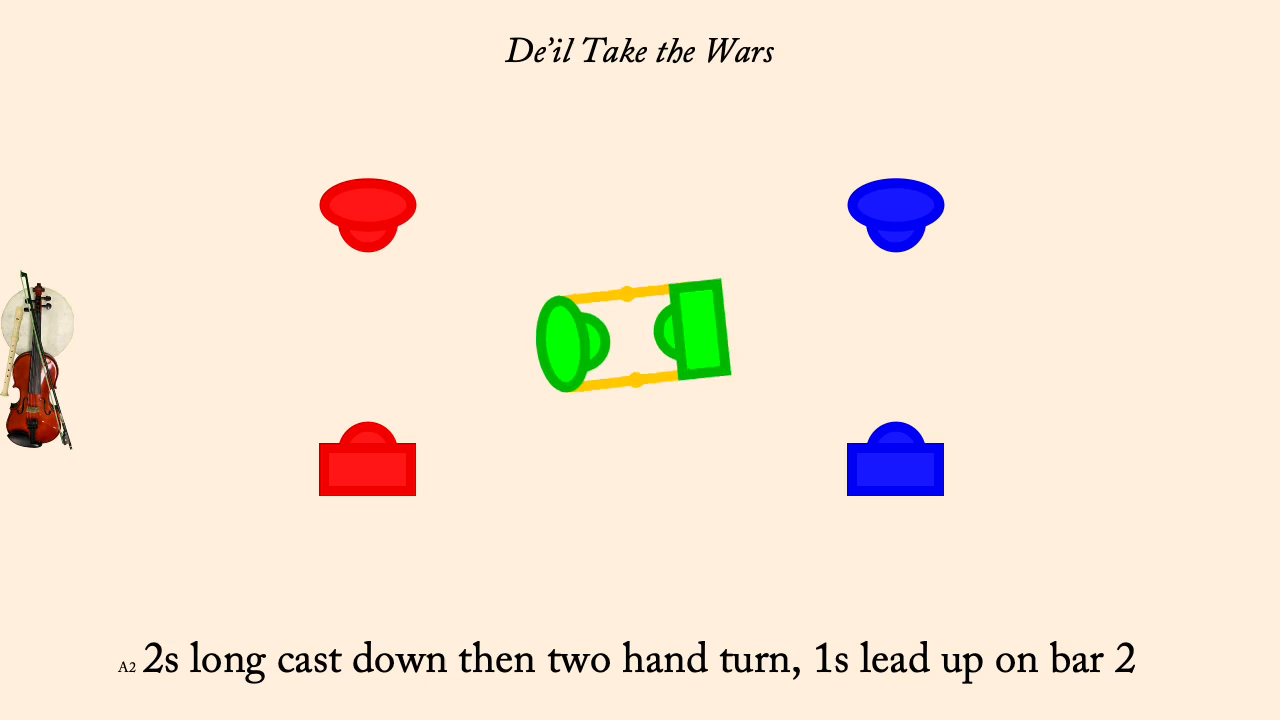 De’il Take the Wars
A2 2s long cast down then two hand turn, 1s lead up on bar 2